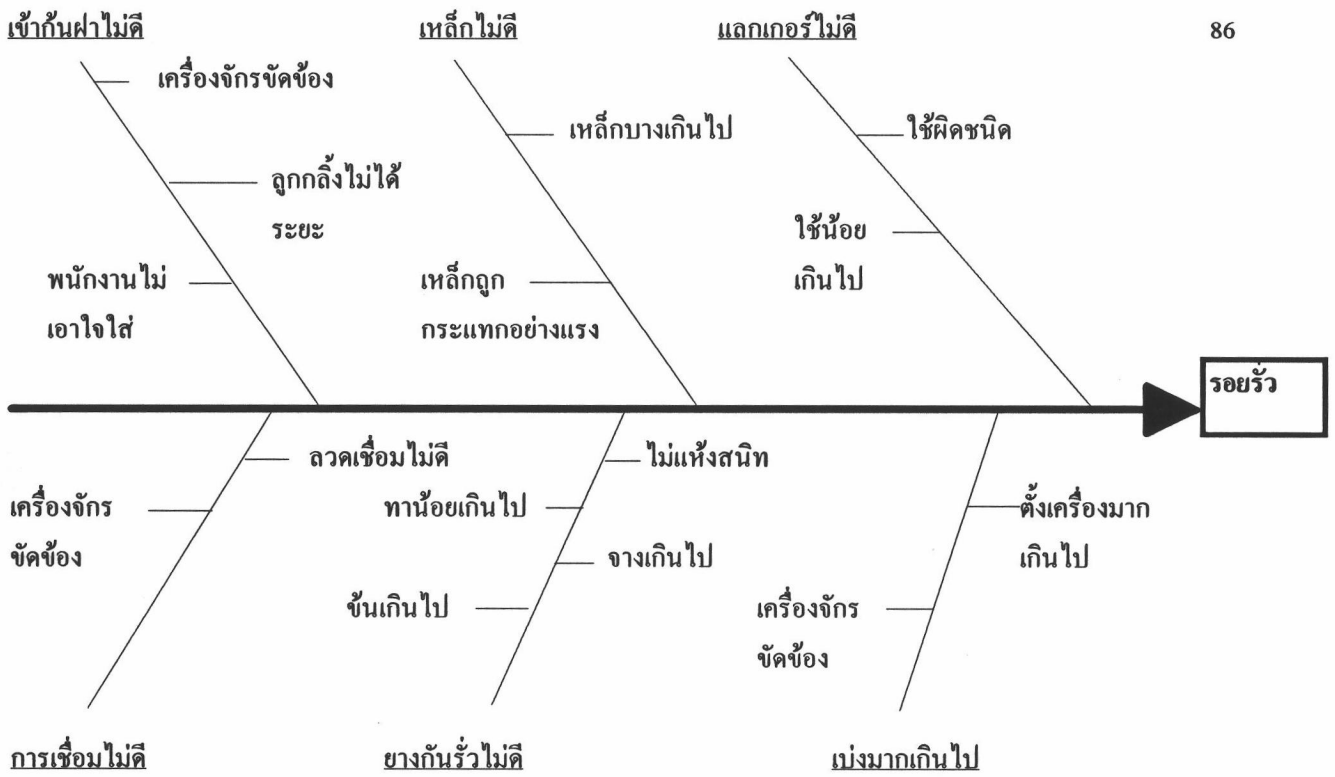 เข้าก้นฝาไม่ดี
เหล็กไม่ดี
แลกเกอร์ไม่ดี
86
เครื่องจักรขัดข้อง
เหล็กบางเกินไป
ใช้ผิดชนิด
ลูกกลิ้งไม่ได้
ระยะ
ใช้น้อย
เกินไป
พนักงานไม่
เอาใจใส่
เหล็กถูก
กระแทกอย่างแรง
รอยรั่ว
ลวดเชื่อมไม่ดี
ไม่แห้งสนิท
เครื่องจักร
ขัดข้อง
ทาน้อยเกินไป
ตั้งเครื่องมาก
เกินไป
จางเกินไป
ข้นเกินไป
เครื่องจักร
ขัดข้อง
การเชื่อมไม่ดี
ยางกันรั่วไม่ดี
เบ่งมากเกินไป